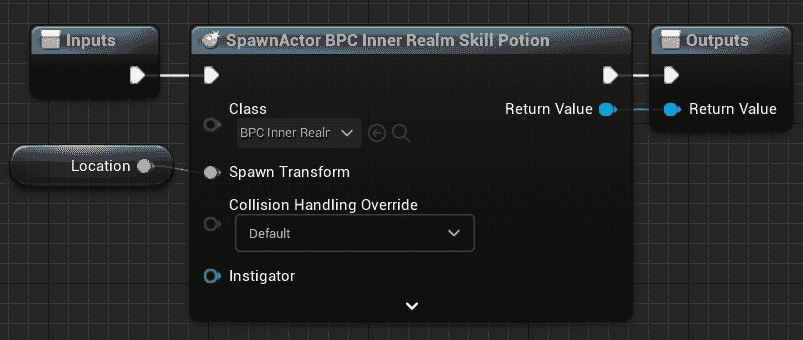 Inputs
SpawnActor BPC Inner Realm Skill Potion
Outputs
Class
BPC Inner Realr
Return Value
Return Value
Location
Spawn Transform
Collision Handling Override
Default
Instigator